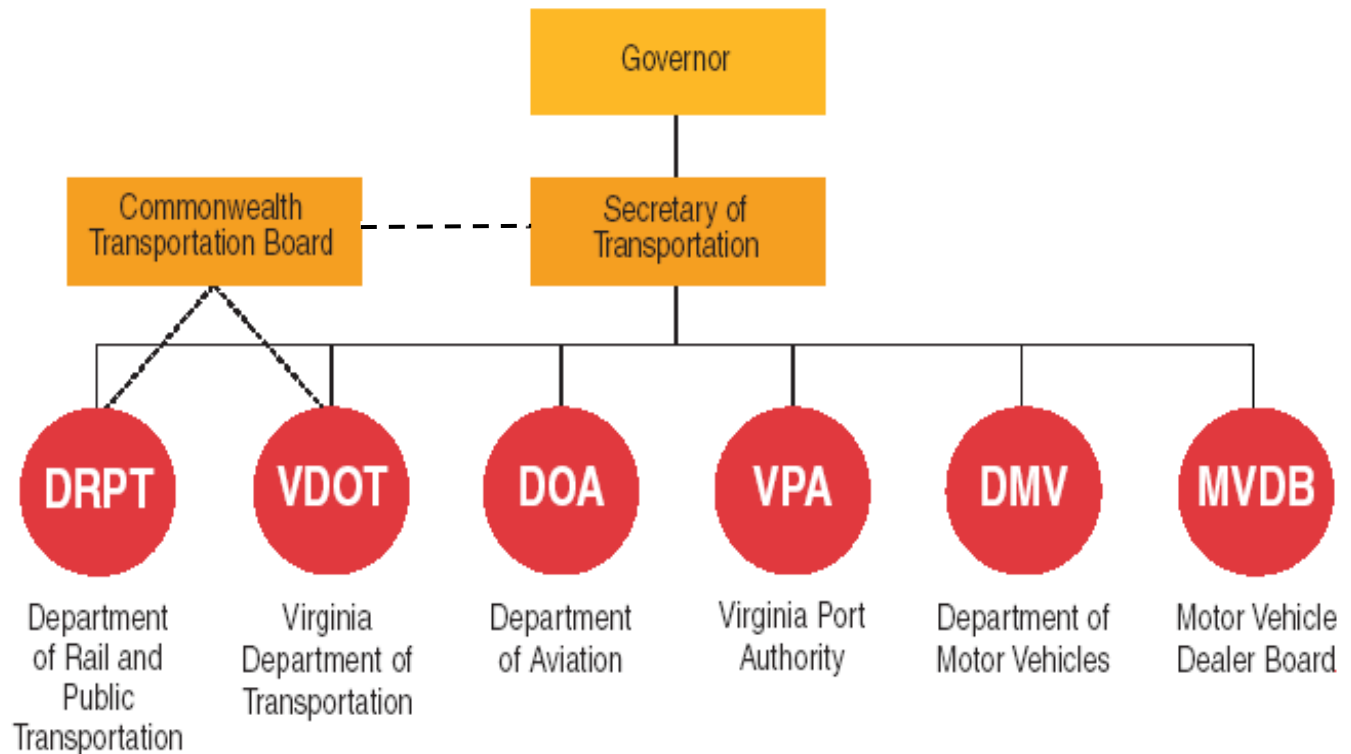 Governor
Commonwealth
Transportation Board
Secretary of
Transportation
DRPT
VDOT
DOA
VPA
DMV
MVDB
Department
of Rail and
Public
Transportation
Virginia
Department of
Transportation
Department
of Aviation
Virginia Port
Authority
Department of
Motor Vehicles
Motor Vehicle
Dealer Board